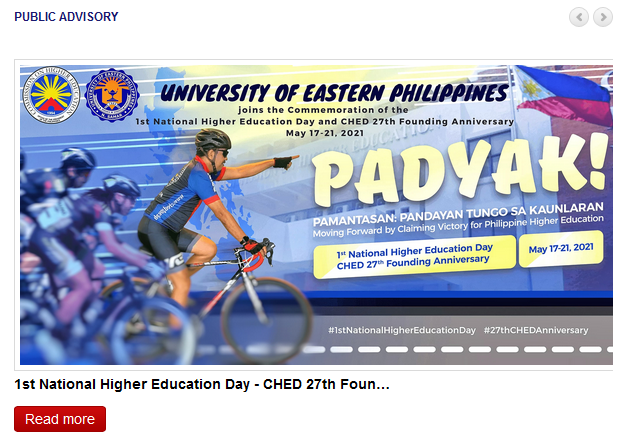 PUBLIC ADVISORY
UNIVERSITY OF EASTERN PHILIPPINES
joins the Commemoration of the
1st National Higher Education Day and CHED 27th Founding Anniversary
May 17-21, 2021
PADYAK!
PAMANTASAN: PANDAYAN TUNGO SA KAUNLARAN
Moving Forward by Claiming Victory for Philippine Higher Education
1st National Higher Education Day
CHED 27th Founding Anniversary
May 17-21, 2021
#1stNationalHigherEducationDay #27thCHEDAnniversary
1st National Higher Education Day - CHED 27th Foun...
Read more